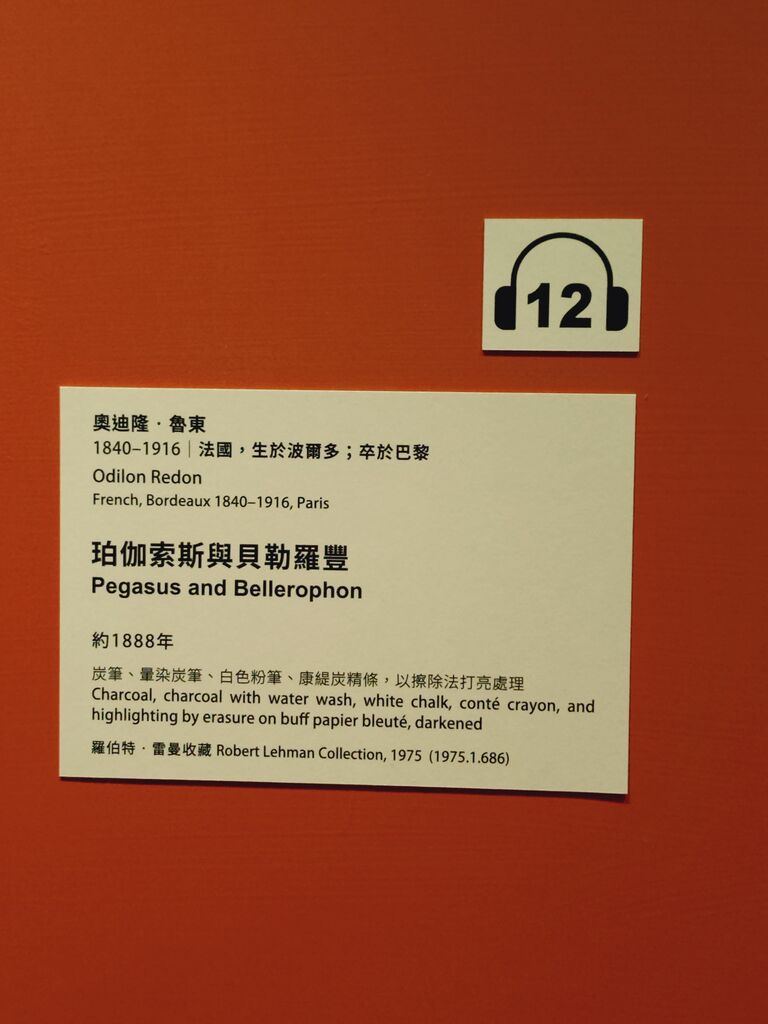 12
奧迪隆．魯東
1840–1916｜法國，生於波爾多；卒於巴黎
Odilon Redon
French, Bordeaux 1840–1916, Paris
珀伽索斯與貝勒羅豐
Pegasus and Bellerophon
約1888年
炭筆、暈染炭筆、白色粉筆、康緹炭精條，以擦除法打亮處理
Charcoal, charcoal with water wash, white chalk, conté crayon, and
highlighting by erasure on buff papier bleuté, darkened
羅伯特．雷曼收藏 Robert Lehman Collection, 1975 (1975.1.686)